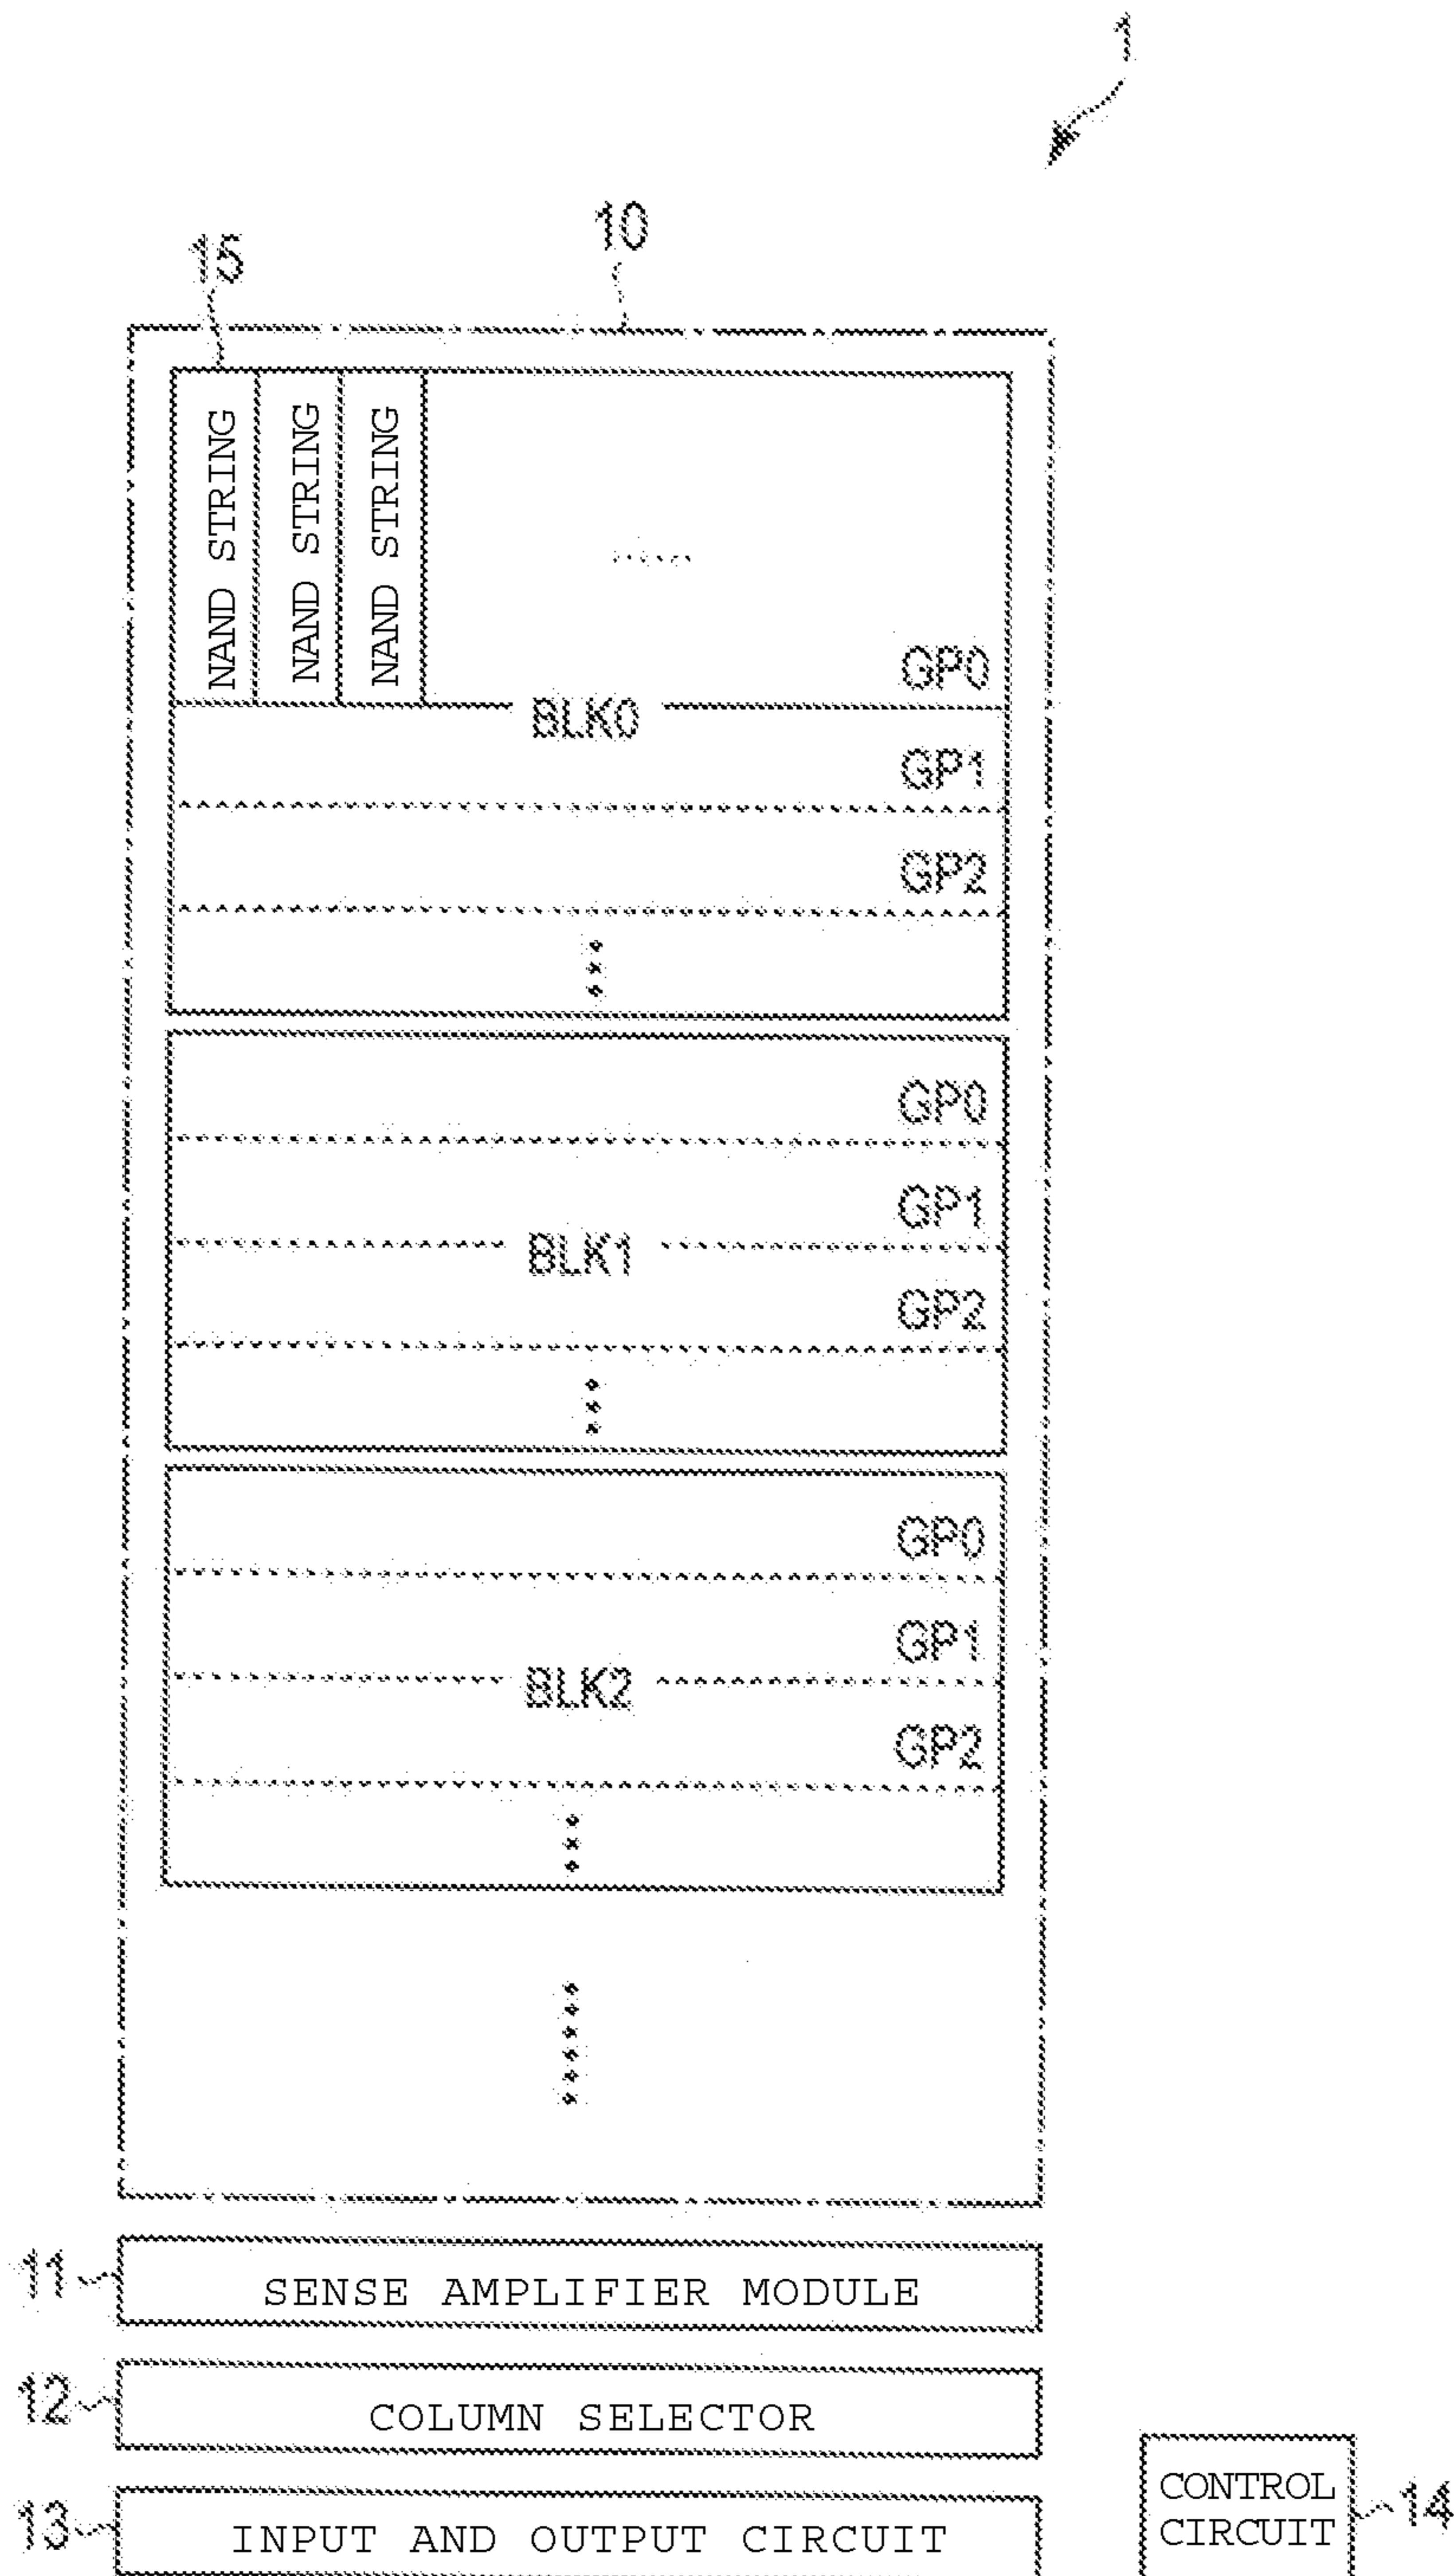 1
10
15
NAND STRING
NAND STRING
NAND STRING
......
GP0
BLK0
GP1
GP2
GP0
GP1
BLK1
GP2
GP0
GP1
BLK2
GP2
11
SENSE AMPLIFIER MODULE
12
COLUMN SELECTOR
13
INPUT AND OUTPUT CIRCUIT
CONTROL
CIRCUIT
14